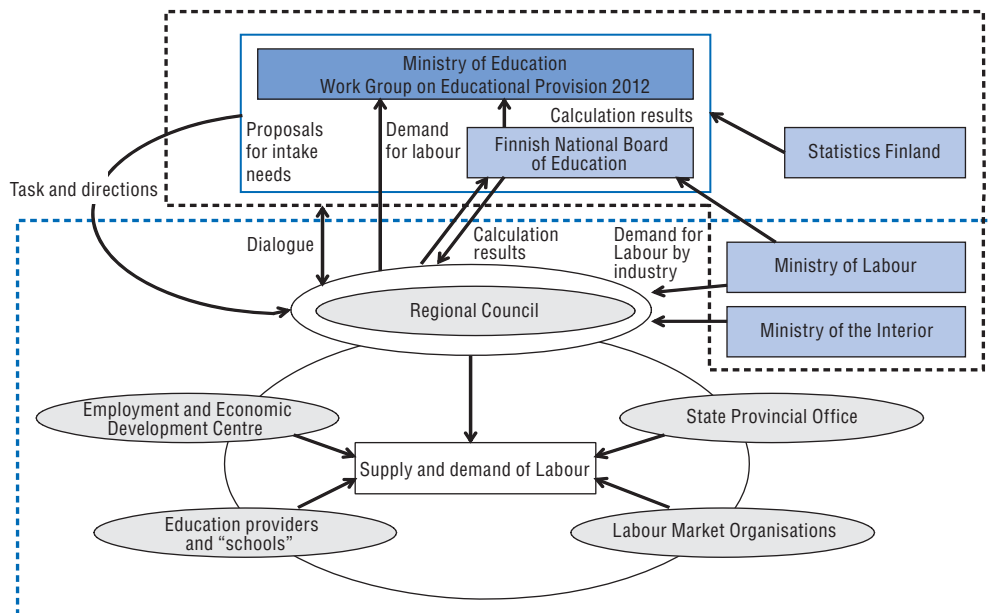 Ministry of Education
Work Group on Educational Provision 2012
Proposals
for intake
needs
Demand
for labour
Calculation results
Finnish National Board
of Education
Statistics Finland
Task and directions
Dialogue
Calculation
results
Demand for
Labour by
industry
Ministry of Labour
Regional Council
Ministry of the Interior
Employment and Economic
Development Centre
State Provincial Office
Supply and demand of Labour
Education providers
and “schools”
Labour Market Organisations